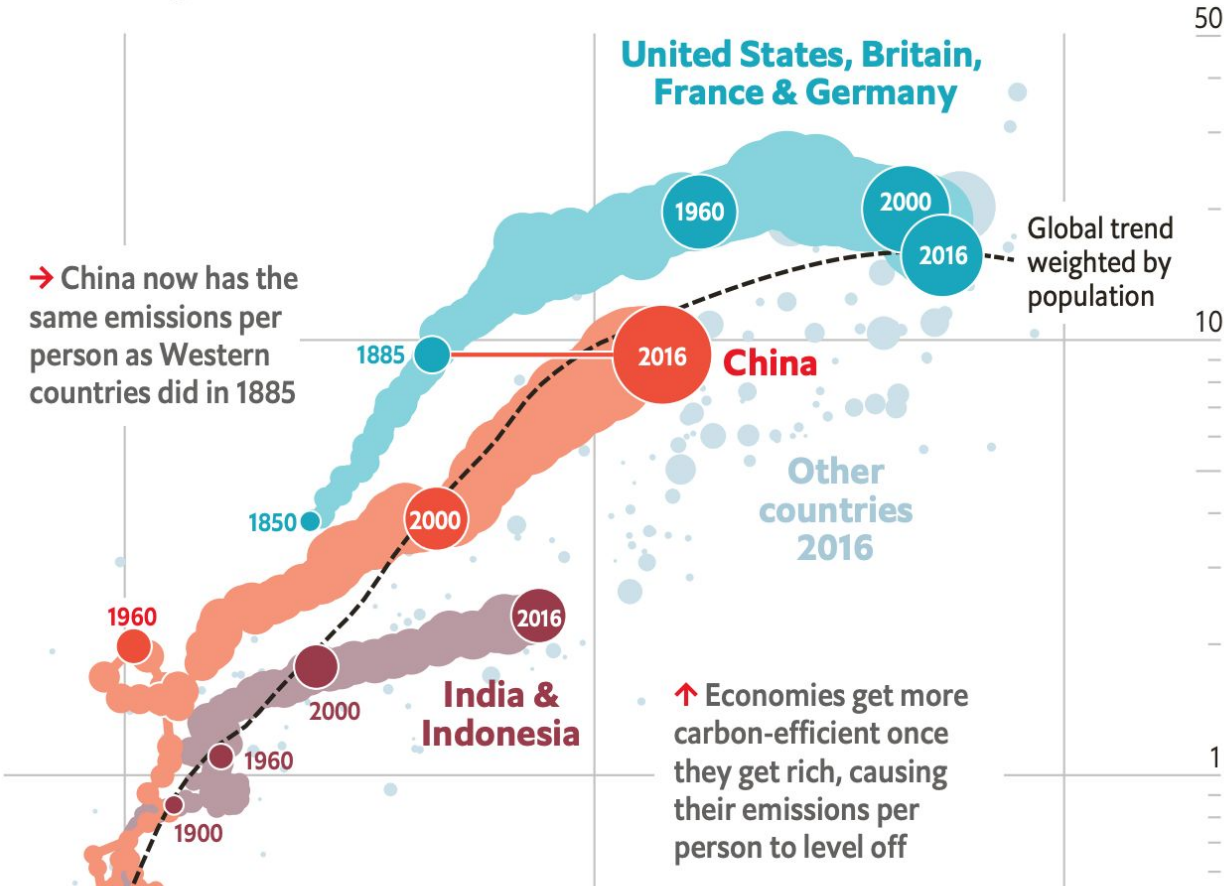 50
United States, Britain,
France & Germany
1960
2000
2016
Global trend
weighted by
population
→ China now has the
same emissions per
person as Western
countries did in 1885
10
1885
2016
China
Other
countries
2016
1850
2000
1960
2016
India &
Indonesia
2000
↑ Economies get more
carbon-efficient once
they get rich, causing
their emissions per
person to level off
1960
1
1900